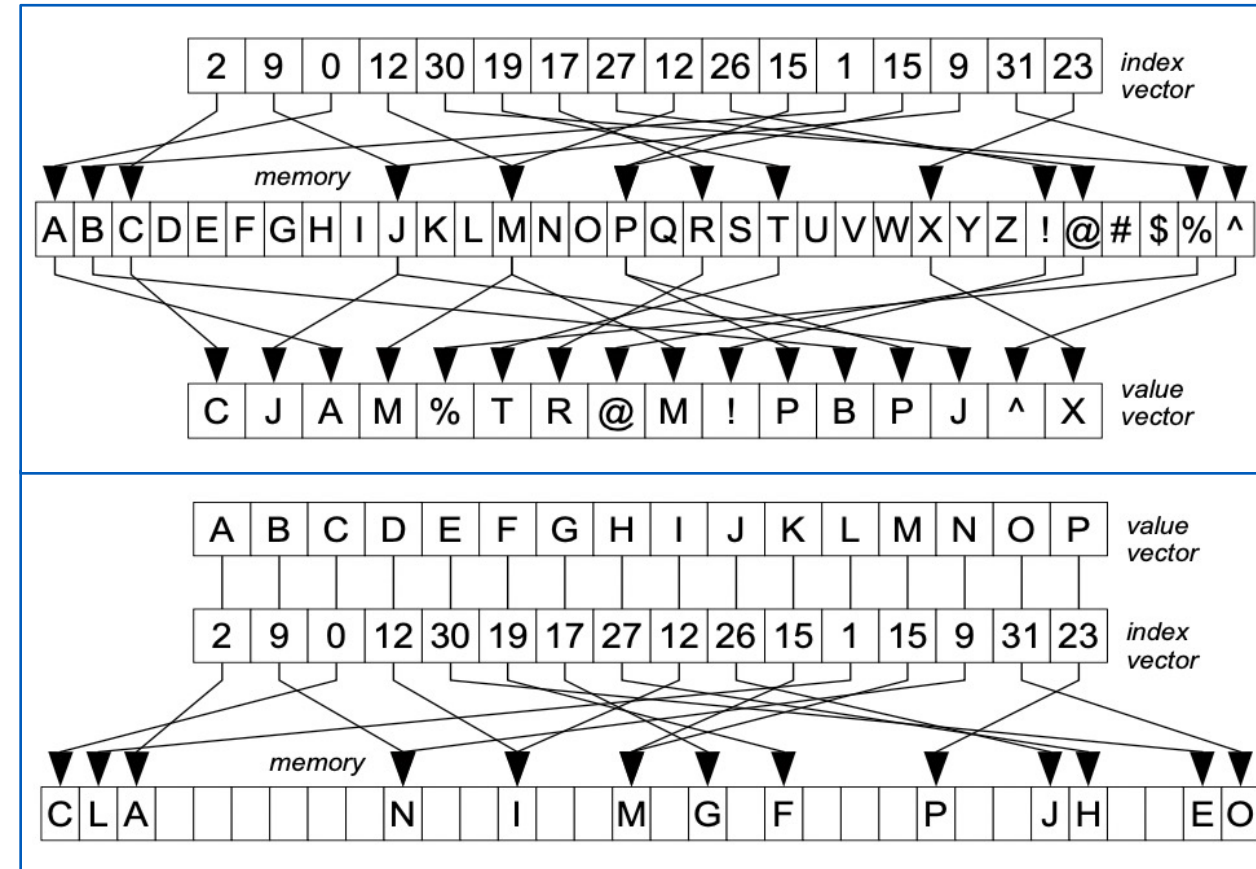 2 9 0 12 30 19 17 27 12 26 15 1 15 9 31 23 index vector
memory
A B C D E F G H I J K L M N O P Q R S T U V W X Y Z ! @ # $ % ^
C J A M % T R @ M ! P B P J ^ X value vector
A B C D E F G H I J K L M N O P value vector
2 9 0 12 30 19 17 27 12 26 15 1 15 9 31 23 index vector
memory
C L A N I M G F P J H E O